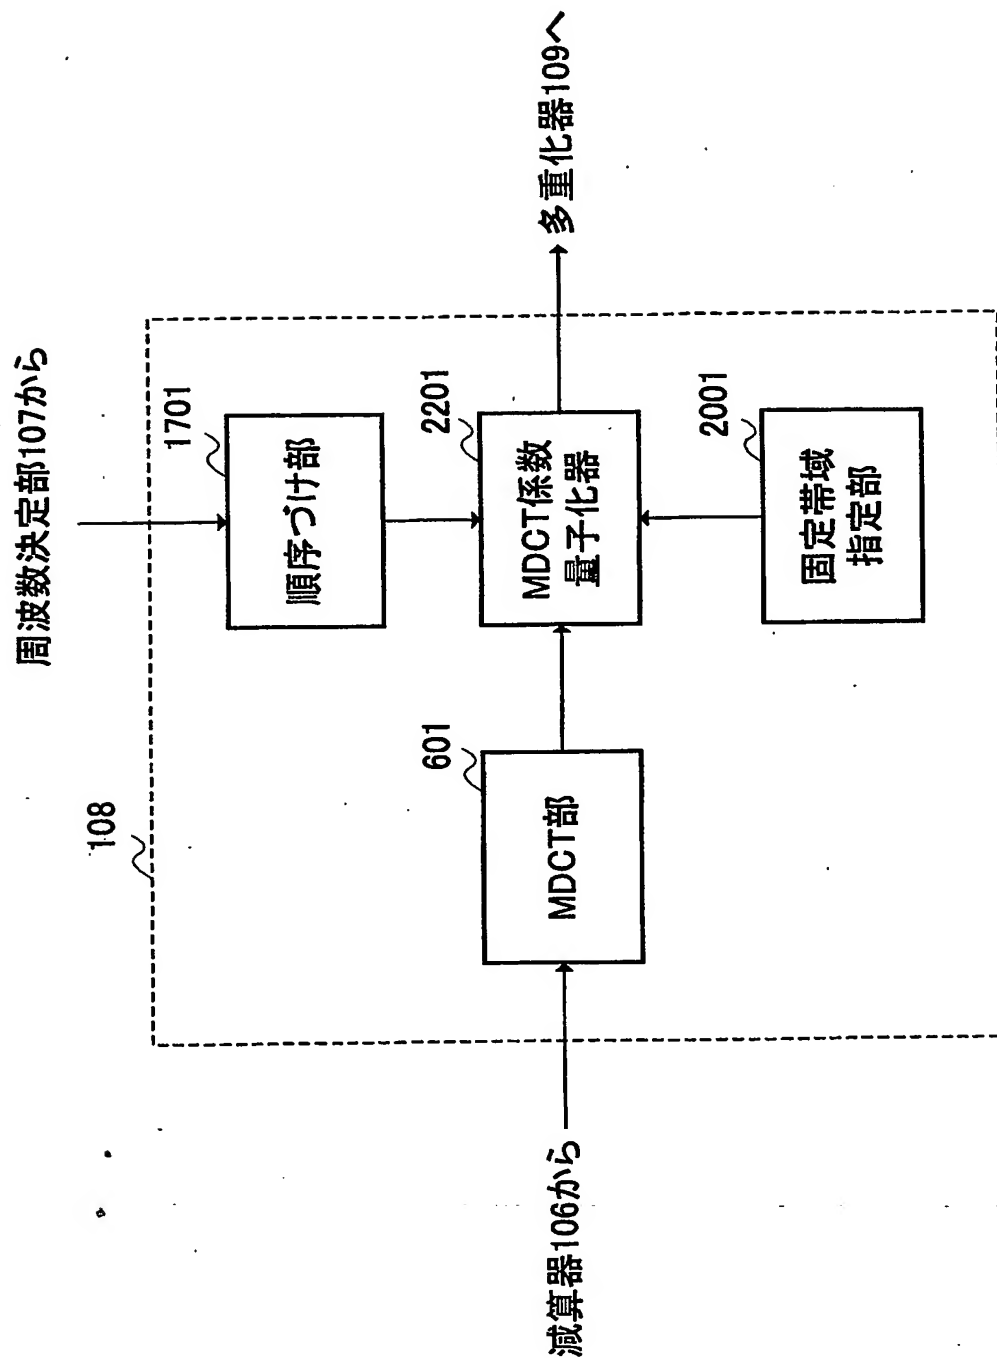 周波数決定部107から
108
1701
順序づけ部
601
MDCT部
2201
MDCT係数
量子化器
2001
固定帯域
指定部
減算器106から
多重化器109へ